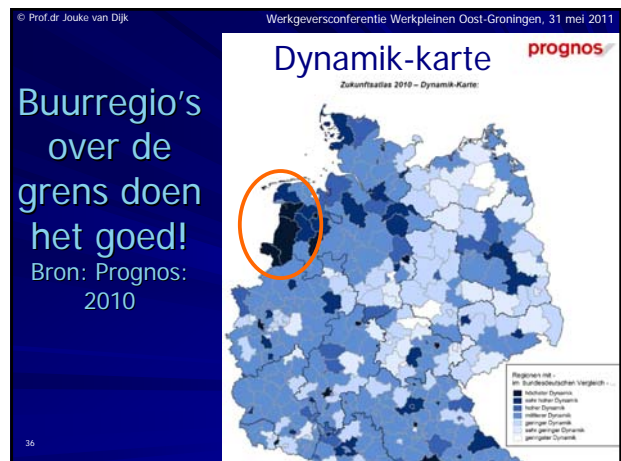 © Prof.dr Jouke van Dijk
Werkgeversconferentie Werkpleinen Oost-Groningen, 31 mei 2011
Buurregio's
over de
grens doen
het goed!
Bron: Prognos:
2010
Dynamik-karte
prognos
Zukunftsatlas 2010 – Dynamik-Karte:
Regionen mit -
im bundesdeutschen Vergleich - ...
höchster Dynamik
sehr hoher Dynamik
hoher Dynamik
mittlerer Dynamik
geringer Dynamik
sehr geringer Dynamik
geringster Dynamik
36